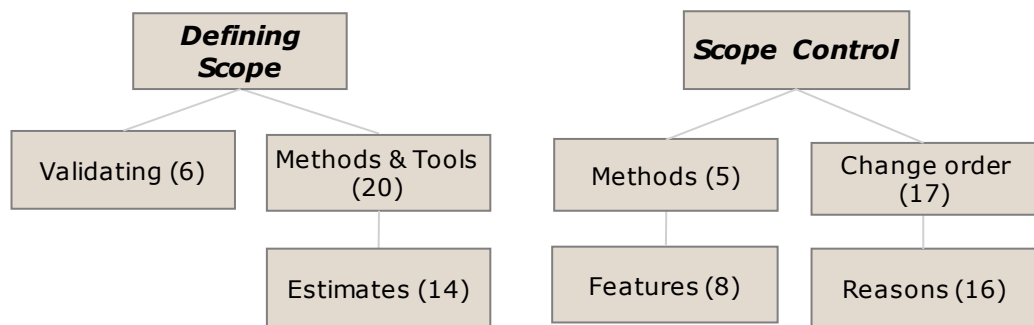 Defining
Scope
Scope Control
Validating (6)
Methods & Tools
(20)
Methods (5)
Change order
(17)
Estimates (14)
Features (8)
Reasons (16)